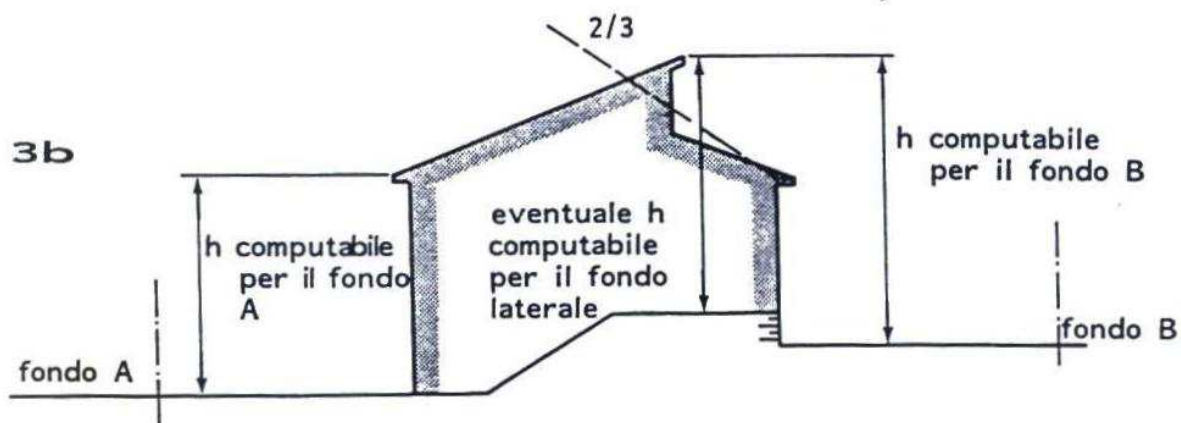 2/3
3b
h computabile
per il fondo B
eventuale h
computabile
per il fondo
laterale
h computabile
per il fondo
A
fondo A
fondo B